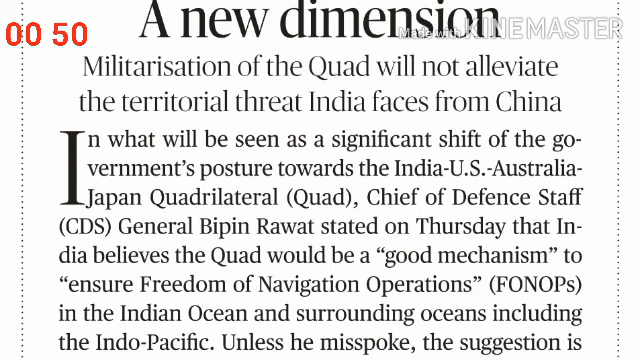 00 50
A new dimension
Made with KINEMASTER
Militarisation of the Quad will not alleviate
the territorial threat India faces from China
In what will be seen as a significant shift of the go-
vernment's posture towards the India-U.S.-Australia-
Japan Quadrilateral (Quad), Chief of Defence Staff
(CDS) General Bipin Rawat stated on Thursday that In-
dia believes the Quad would be a “good mechanism” to
“ensure Freedom of Navigation Operations” (FONOPs)
in the Indian Ocean and surrounding oceans including
the Indo-Pacific. Unless he misspoke, the suggestion is